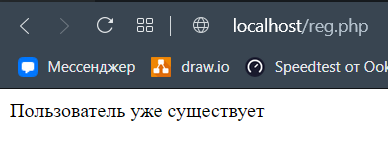 localhost/reg.php
Мессенджер draw.io Speedtest от Ook
Пользователь уже существует